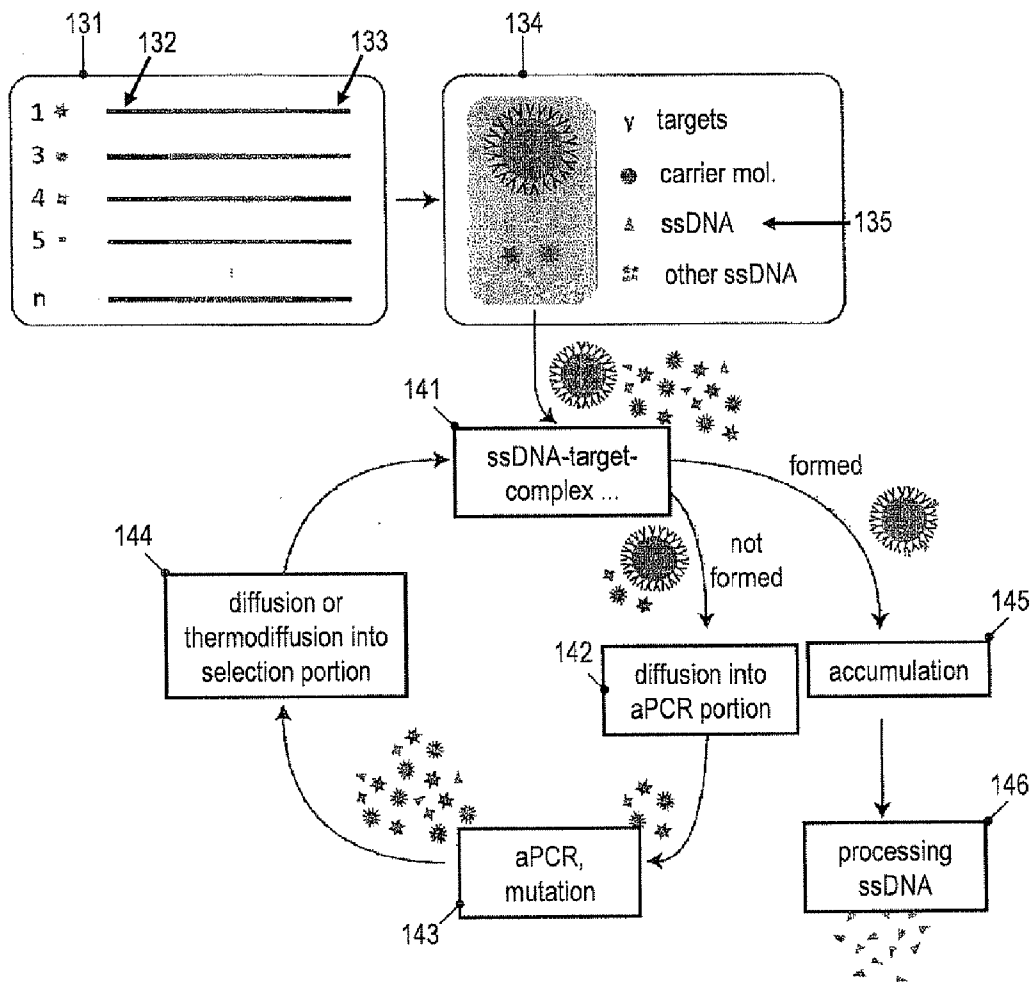 131
132
133
134
1
3
4
5
n
targets
carrier mol.
ssDNA
135
other ssDNA
141
ssDNA-target-
complex ...
formed
not
formed
144
diffusion or
thermodiffusion into
selection portion
142
diffusion into
aPCR portion
145
accumulation
146
aPCR,
mutation
143
processing
ssDNA